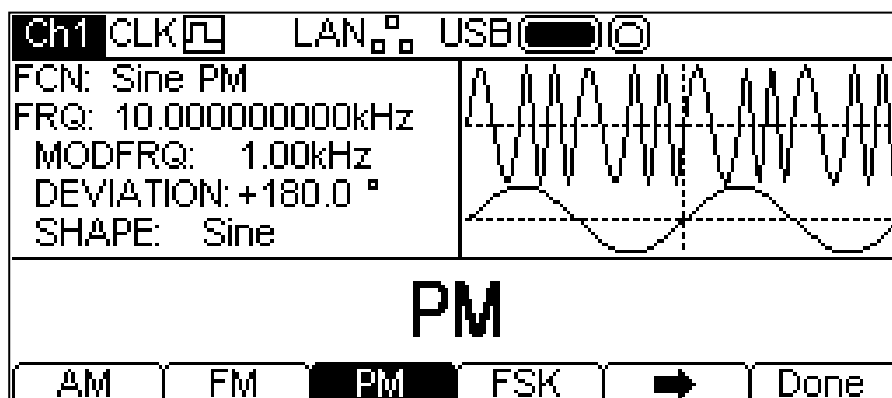 Ch1 CLK LAN USB
FCN: Sine PM
FRQ: 10.000000000kHz
MODFRQ: 1.00kHz
DEVIATION: +180.0 °
SHAPE: Sine
PM
AM FM PM FSK Done